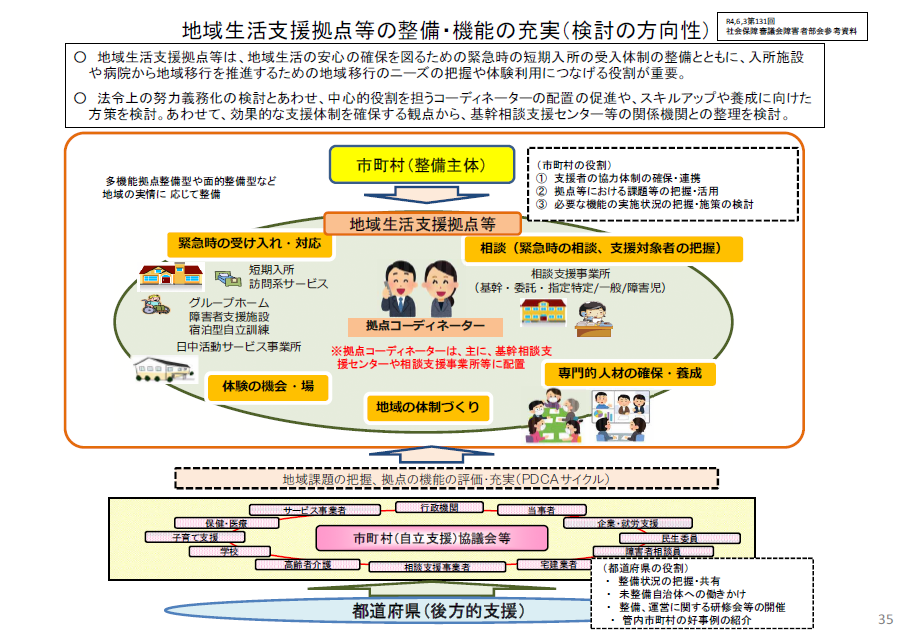 地域生活支援拠点等の整備・機能の充実（検討の方向性）
R4,6,3第131回
社会保障審議会障害者部会参考資料
○ 地域生活支援拠点等は、地域生活の安心の確保を図るための緊急時の短期入所の受入体制の整備とともに、入所施設
や病院から地域移行を推進するための地域移行のニーズの把握や体験利用につなげる役割が重要。
○ 法令上の努力義務化の検討とあわせ、中心的役割を担うコーディネーターの配置の促進や、スキルアップや養成に向けた
方策を検討。あわせて、効果的な支援体制を確保する観点から、基幹相談支援センター等の関係機関との整理を検討。
市町村（整備主体）
（市町村の役割）
① 支援者の協力体制の確保・連携
② 拠点等における課題等の把握・活用
③ 必要な機能の実施状況の把握・施策の検討
多機能拠点整備型や面的整備型など
地域の実情に 応じて整備
地域生活支援拠点等
緊急時の受け入れ・対応
相談（緊急時の相談、支援対象者の把握）
短期入所
訪問系サービス
グループホーム
障害者支援施設
宿泊型自立訓練
日中活動サービス事業所
相談支援事業所
（基幹・委託・指定特定/一般/障害児）
拠点コーディネーター
※拠点コーディネーターは、主に、基幹相談支
援センターや相談支援事業所等に配置
体験の機会・場
専門的人材の確保・養成
地域の体制づくり
地域課題の把握、拠点の機能の評価・充実（PDCAサイクル）
サービス事業者
行政機関
当事者
保健・医療
企業・就労支援
子育て支援
民生委員
学校
障害者相談員
高齢者介護
相談支援事業者
宅建業者
市町村（自立支援）協議会等
都道府県（後方的支援）
（都道府県の役割）
・ 整備状況の把握・共有
・ 未整備自治体への働きかけ
・ 整備、運営に関する研修会等の開催
・ 管内市町村の好事例の紹介
35